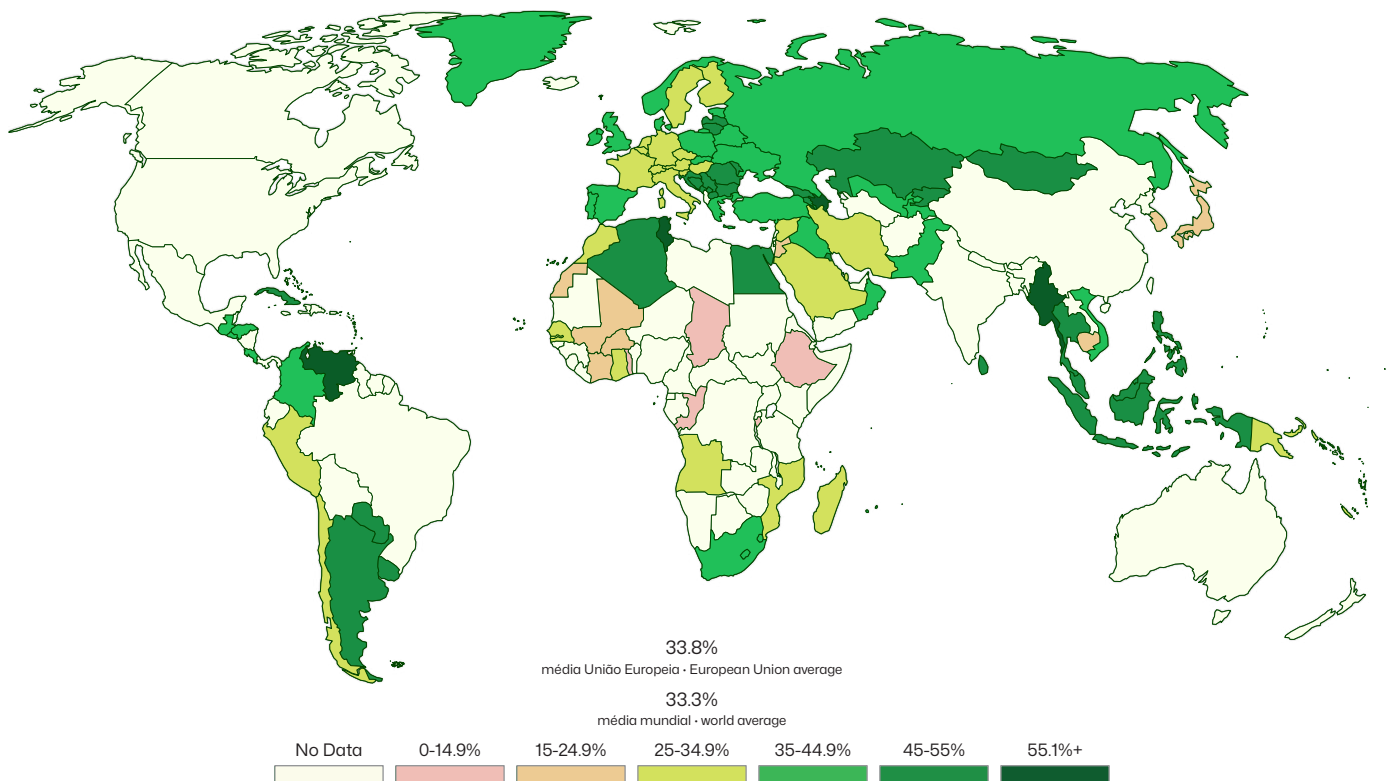 33.8%
média União Europeia • European Union average
33.3%
média mundial • world average
No Data 0-14.9% 15-24.9% 25-34.9% 35-44.9% 45-55% 55.1%+